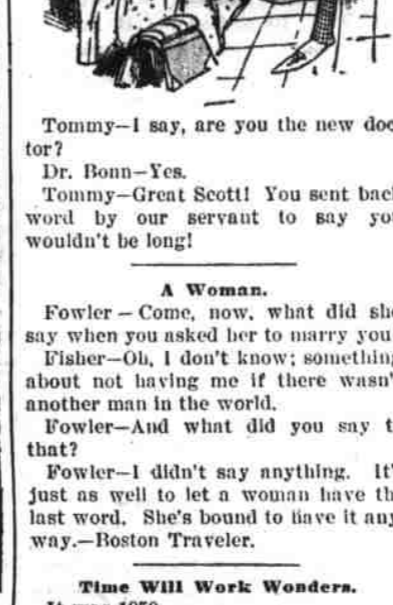 Tommy—I say, are you the new doc
tor?
Dr. Bonn—Yes.
Tommy—Great Scott! You sent bac
word by our servant to say yo
wouldn't be long!
A Woman.
Fowler — Come, now, what did sh
say when you asked her to marry you
Fisher—Oh, I don't know; somethin
about not having me if there wasn'
another man in the world.
Fowler—And what did you say t
that?
Fowler—I didn't say anything. It'
just as well to let a woman have th
last word. She's bound to have it any
way.—Boston Traveler.
Time Will Work Wonders.